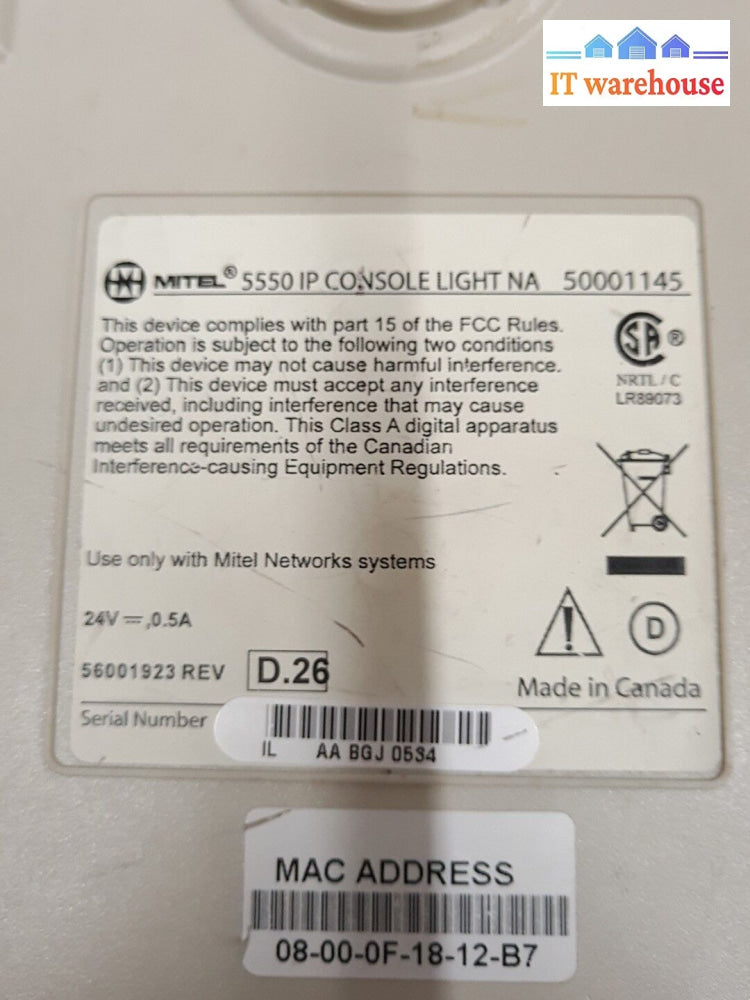 IT warehouse
MITEL® 5550 IP CONSOLE LIGHT NA 50001145
This device complies with part 15 of the FCC Rules.
Operation is subject to the following two conditions
(1) This device may not cause harmful interference.
and (2) This device must accept any interference
received, including interference that may cause
undesired operation. This Class A digital apparatus
meets all requirements of the Canadian
Interference-causing Equipment Regulations.
SA ®
NRTL / C
LR89073
Use only with Mitel Networks systems
24V ⎓,0.5A
D
56001923 REV D.26
Made in Canada
Serial Number
IL AA BGJ 0534
MAC ADDRESS
08-00-0F-18-12-B7